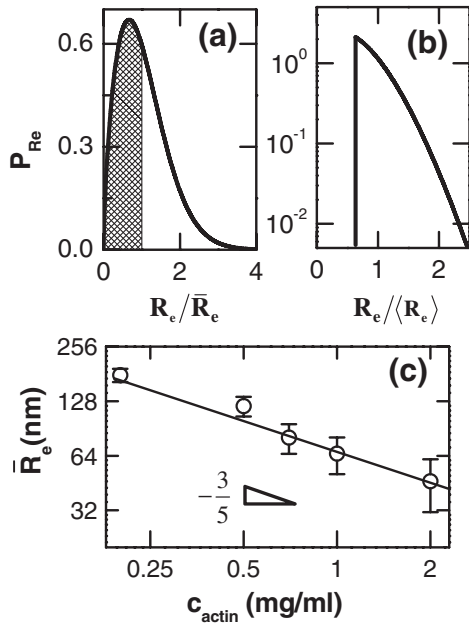 (a)
(b)
P_Re
0.6
0.3
0.0
0 2 4
R_e/R̄_e
10^0
10^-1
10^-2
0 1 2
R_e/⟨R_e⟩
(c)
R̄_e(nm)
256
128
64
32
-3/5
0.25 0.5 1 2
c_actin (mg/ml)